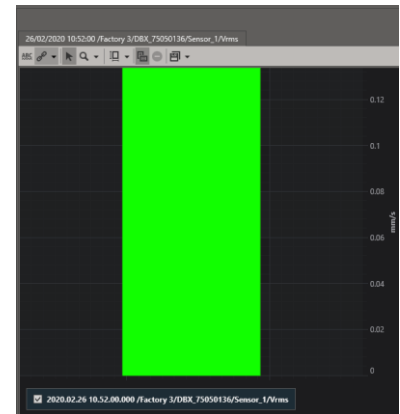 26/02/2020 10:52:00 /Factory 3/DBX_75050136/Sensor_1/Vrms
ABC
0.12
0.1
0.08
mm/s
0.06
0.04
0.02
0
2020.02.26 10.52.00.000 /Factory 3/DBX_75050136/Sensor_1/Vrms